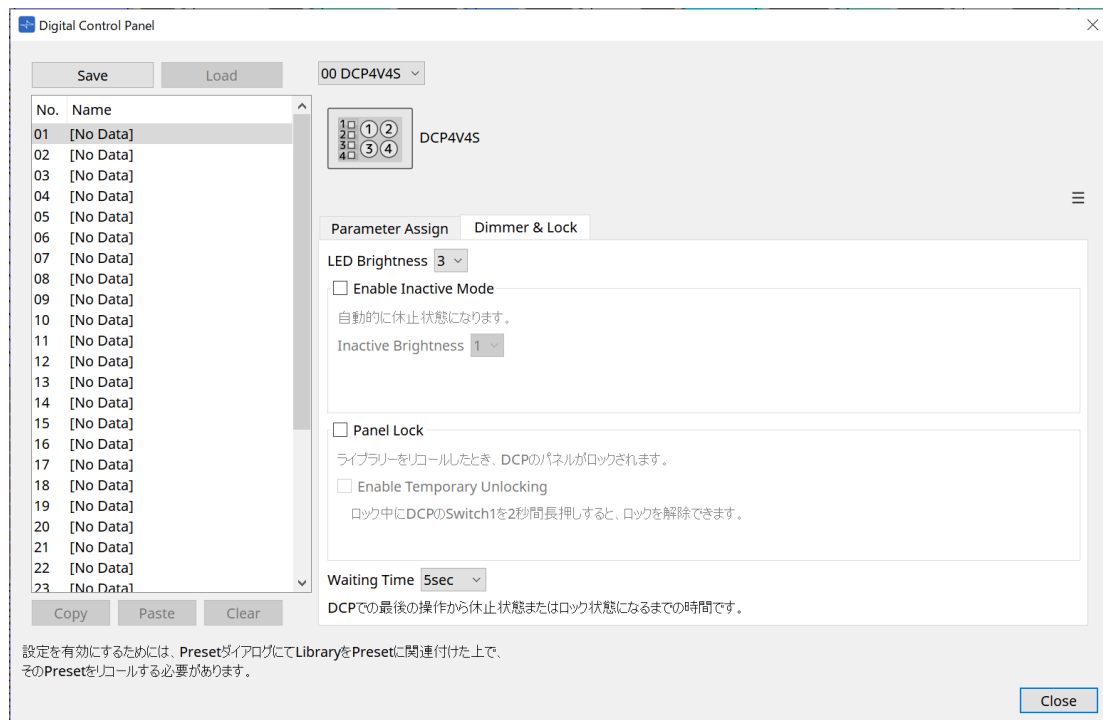 Digital Control Panel
Save
Load
No. Name
01 [No Data]
02 [No Data]
03 [No Data]
04 [No Data]
05 [No Data]
06 [No Data]
07 [No Data]
08 [No Data]
09 [No Data]
10 [No Data]
11 [No Data]
12 [No Data]
13 [No Data]
14 [No Data]
15 [No Data]
16 [No Data]
17 [No Data]
18 [No Data]
19 [No Data]
20 [No Data]
21 [No Data]
22 [No Data]
23 [No Data]
Copy
Paste
Clear
00 DCP4V4S
1 1 2
2
3 3 4
4
DCP4V4S
Parameter Assign
Dimmer & Lock
LED Brightness 3
Enable Inactive Mode
自動的に休止状態になります。
Inactive Brightness 1
Panel Lock
ライブラリーをリコールしたとき、DCPのパネルがロックされます。
Enable Temporary Unlocking
ロック中にDCPのSwitch1を2秒間長押しすると、ロックを解除できます。
Waiting Time 5sec
DCPでの最後の操作から休止状態またはロック状態になるまでの時間です。
設定を有効にするためには、PresetダイアログにてLibraryをPresetに関連付けた上で、
そのPresetをリコールする必要があります。
Close